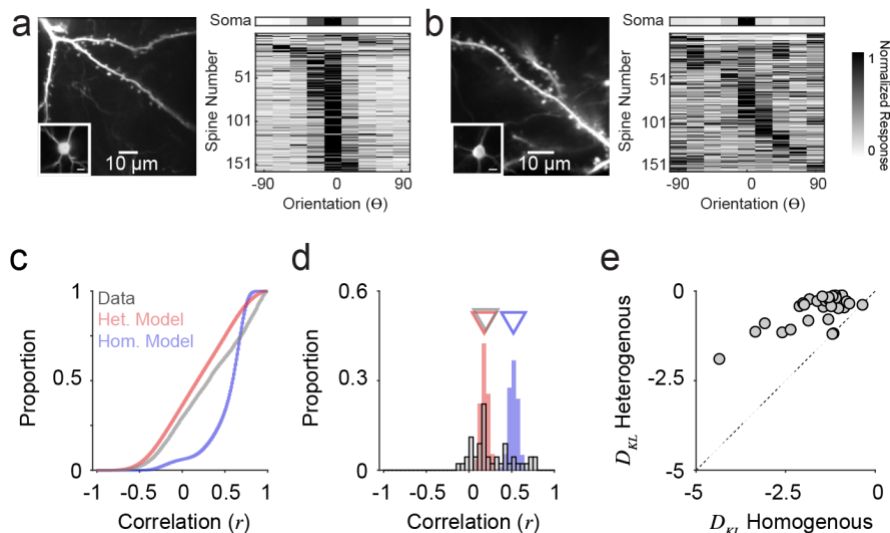 a
Soma
Spine Number
51
101
151
10 µm
-90
0
90
Orientation (Θ)
b
Soma
Spine Number
51
101
151
10 µm
-90
0
90
Orientation (Θ)
1
0
Normalized Response
c
1
0.5
0
Proportion
Data
Het. Model
Hom. Model
-1
-0.5
0
0.5
1
Correlation (r)
d
0.6
0.3
0
Proportion
-1
-0.5
0
0.5
1
Correlation (r)
e
0
-2.5
-5
D_KL Heterogenous
-5
-2.5
0
D_KL Homogenous